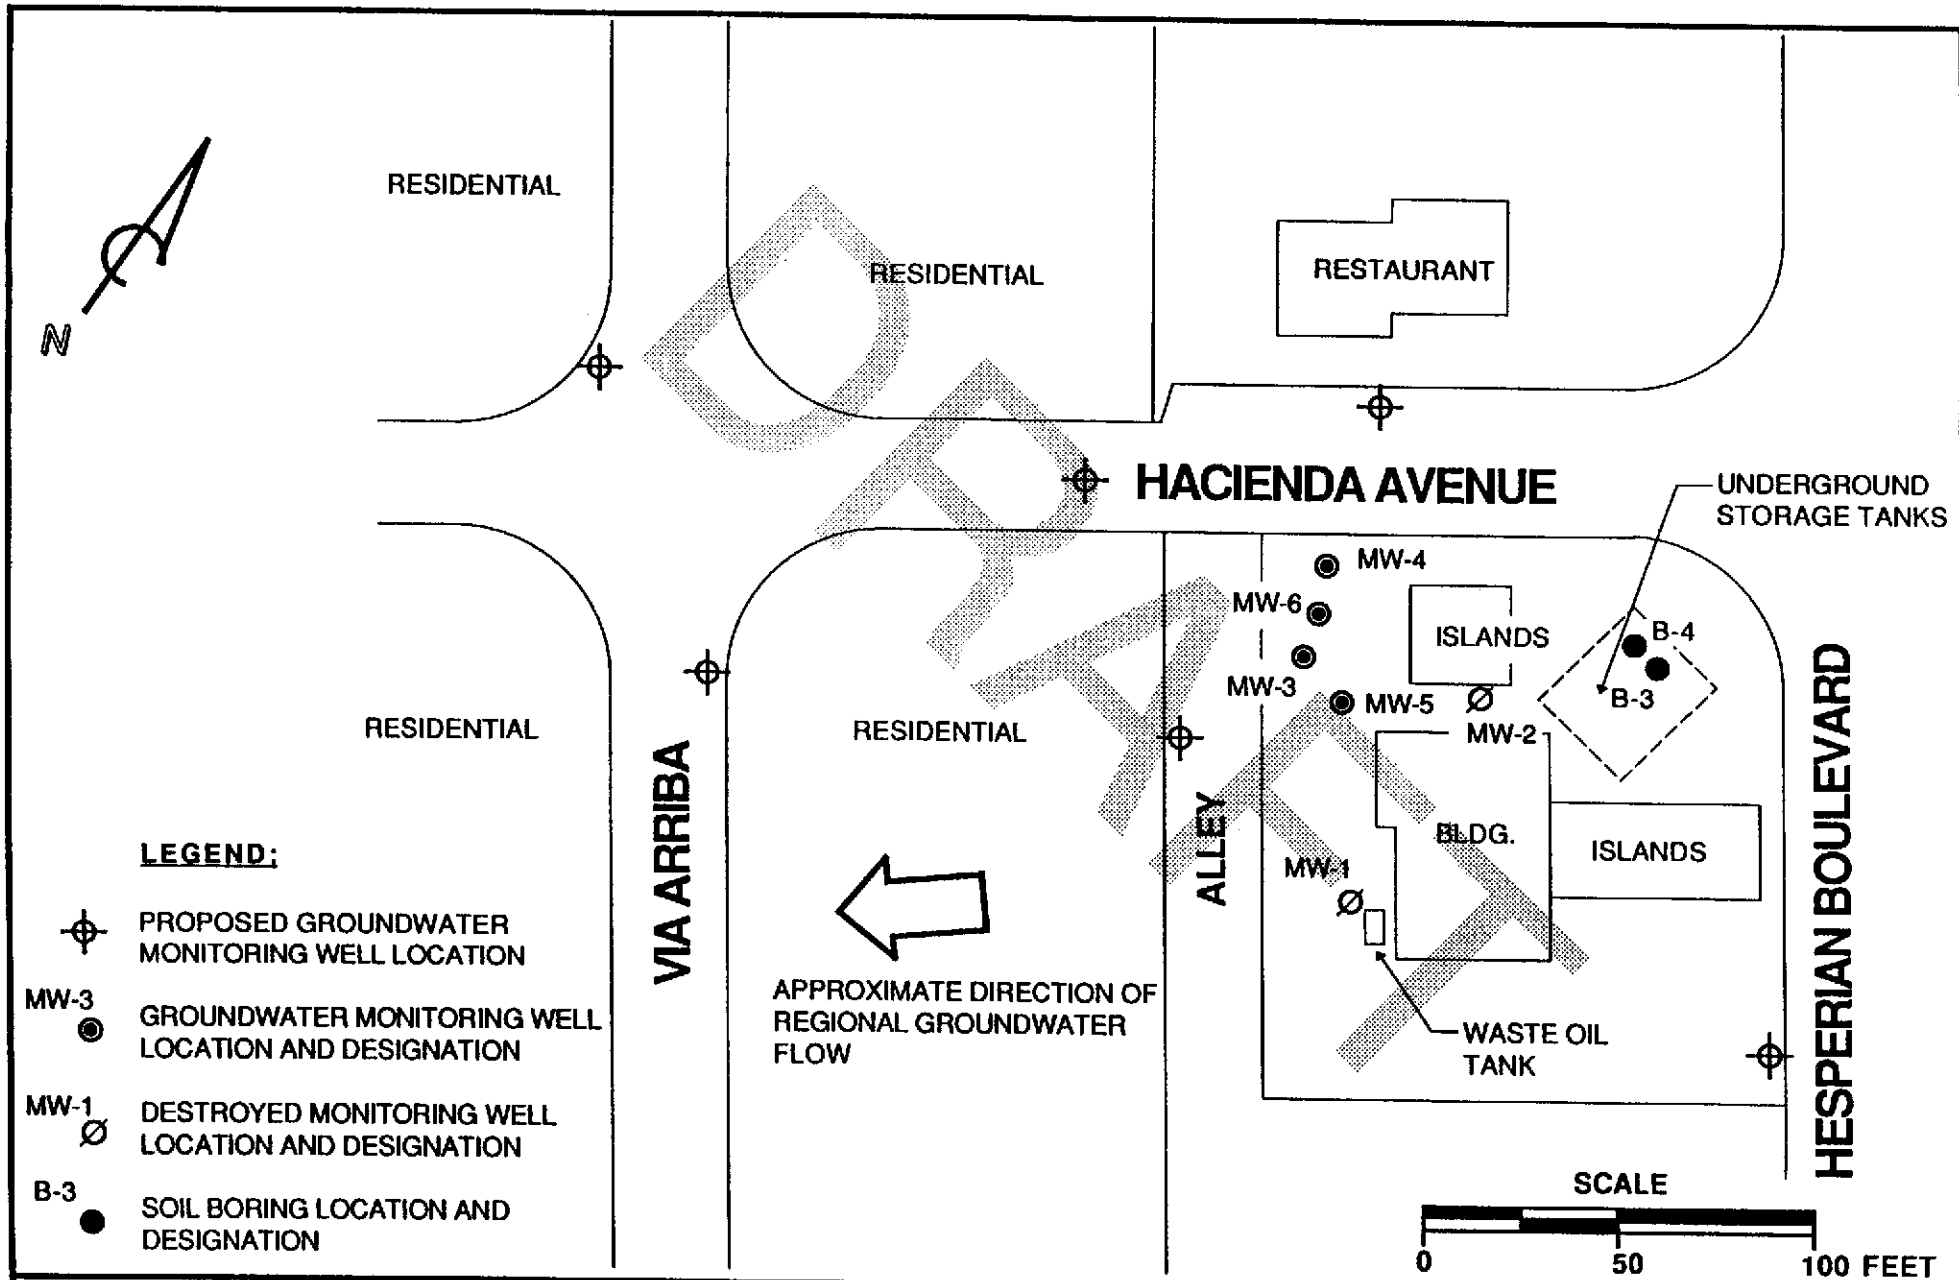 N
RESIDENTIAL
RESIDENTIAL
RESTAURANT
HACIENDA AVENUE
UNDERGROUND
STORAGE TANKS
MW-4
MW-6
ISLANDS
B-4
MW-3
MW-5
B-3
MW-2
RESIDENTIAL
RESIDENTIAL
VIA ARRIBA
ALLEY
BLDG.
ISLANDS
MW-1
HESPERIAN BOULEVARD
APPROXIMATE DIRECTION OF
REGIONAL GROUNDWATER
FLOW
WASTE OIL
TANK
DRAFT
LEGEND:
PROPOSED GROUNDWATER
MONITORING WELL LOCATION
MW-3
GROUNDWATER MONITORING WELL
LOCATION AND DESIGNATION
MW-1
DESTROYED MONITORING WELL
LOCATION AND DESIGNATION
B-3
SOIL BORING LOCATION AND
DESIGNATION
SCALE
0 50 100 FEET